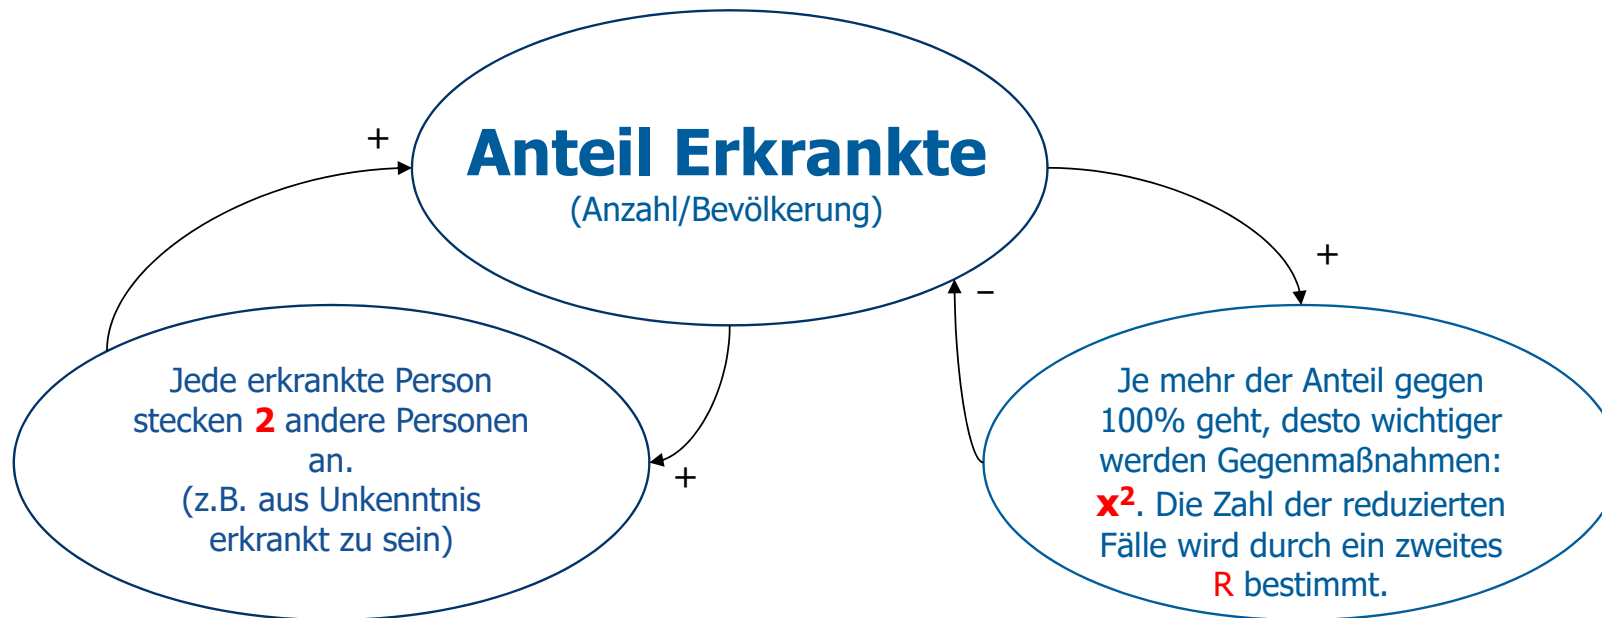 Anteil Erkrankte
(Anzahl/Bevölkerung)
+
+
–
+
Jede erkrankte Person
stecken 2 andere Personen
an.
(z.B. aus Unkenntnis
erkrankt zu sein)
Je mehr der Anteil gegen
100% geht, desto wichtiger
werden Gegenmaßnahmen:
x². Die Zahl der reduzierten
Fälle wird durch ein zweites
R bestimmt.